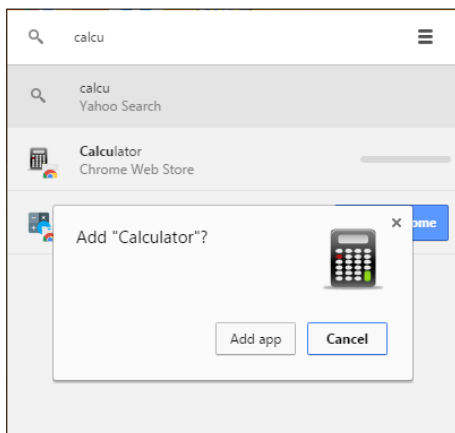 calcu
calcu
Yahoo Search
Calculator
Chrome Web Store
ome
Add "Calculator"?
Add app
Cancel